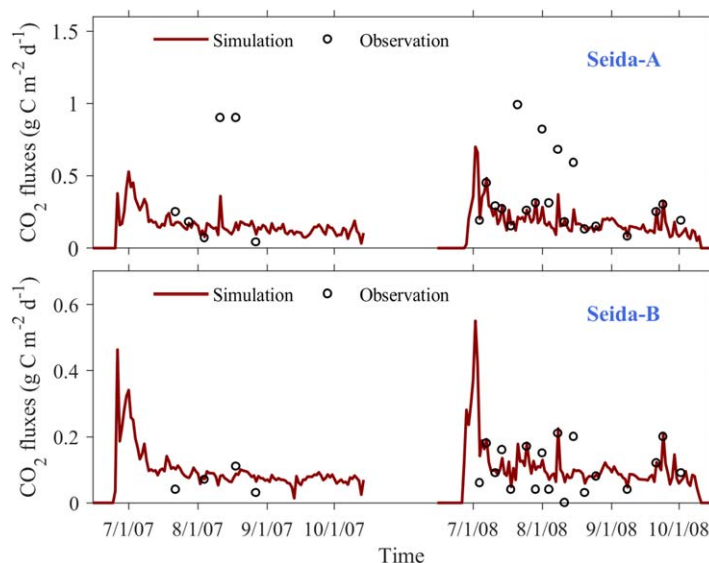 1.5
1
0.5
0
CO2 fluxes (g C m−2 d−1)
Simulation
Observation
Seida-A
0.6
0.4
0.2
0
CO2 fluxes (g C m−2 d−1)
Simulation
Observation
Seida-B
7/1/07 8/1/07 9/1/07 10/1/07 7/1/08 8/1/08 9/1/08 10/1/08
Time